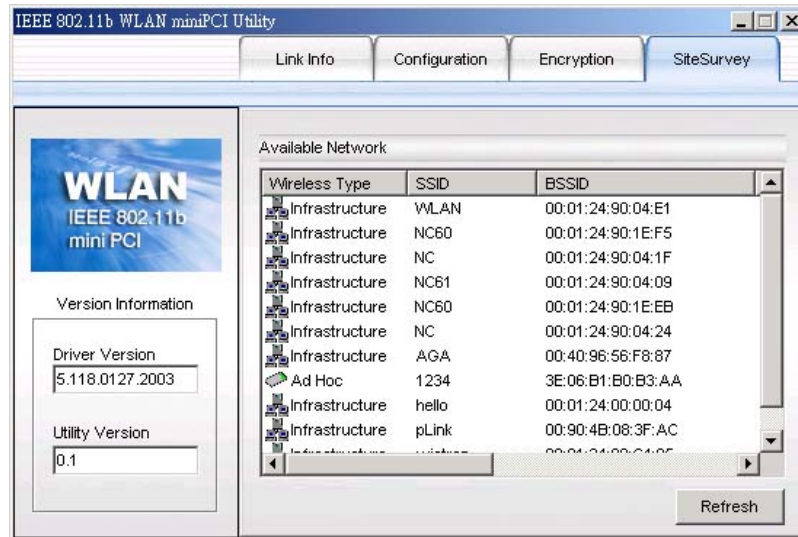 IEEE 802.11b WLAN miniPCI Utility
Link Info Configuration Encryption SiteSurvey
WLAN
IEEE 802.11b
mini PCI
Version Information
Driver Version
5.118.0127.2003
Utility Version
0.1
Available Network
Wireless Type SSID BSSID
Infrastructure WLAN 00:01:24:90:04:E1
Infrastructure NC60 00:01:24:90:1E:F5
Infrastructure NC 00:01:24:90:04:1F
Infrastructure NC61 00:01:24:90:04:09
Infrastructure NC60 00:01:24:90:1E:EB
Infrastructure NC 00:01:24:90:04:24
Infrastructure AGA 00:40:96:56:F8:87
Ad Hoc 1234 3E:06:B1:B0:B3:AA
Infrastructure hello 00:01:24:00:00:04
Infrastructure pLink 00:90:4B:08:3F:AC
Infrastructure
Refresh